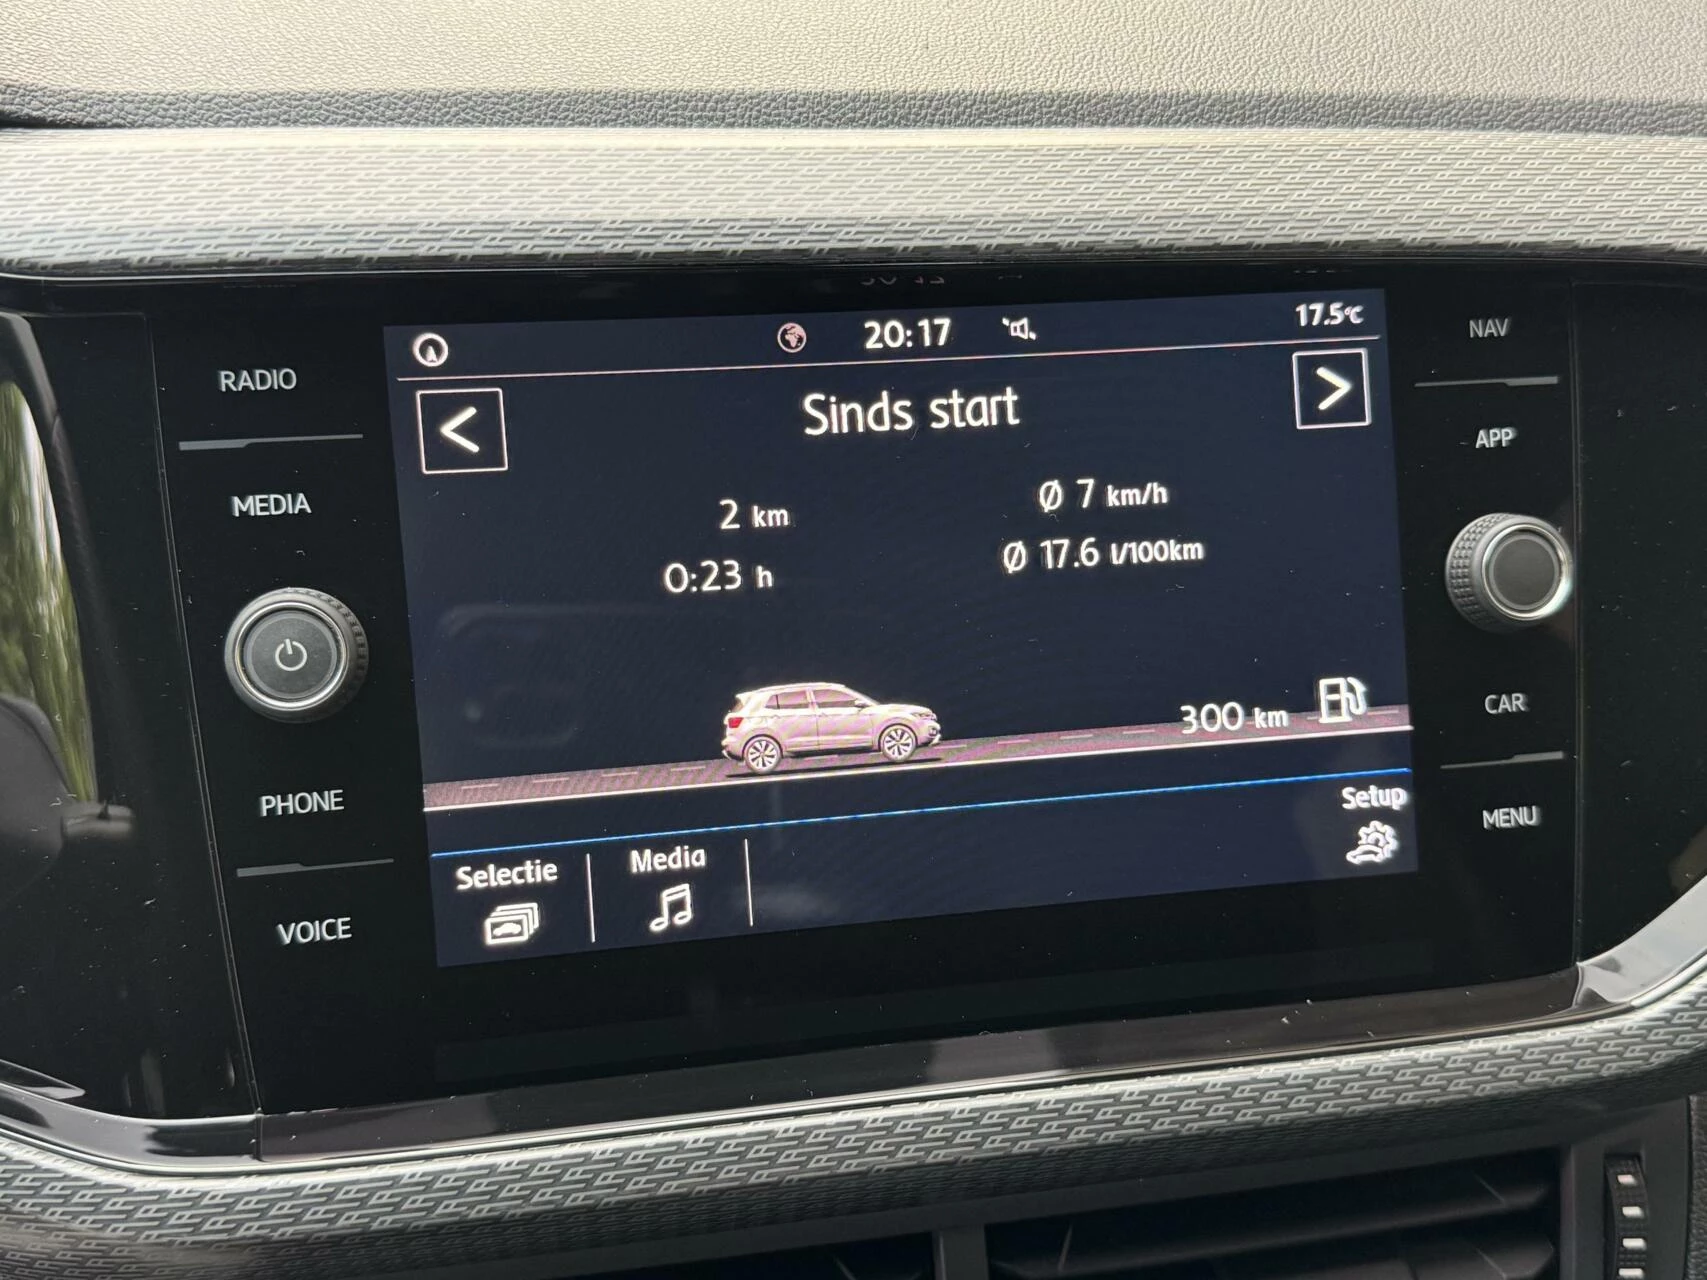 20:17
17.5°C
Sinds start
2 km
Ø 7 km/h
0:23 h
Ø 17.6 l/100km
300 km
Setup
Selectie
Media
RADIO
MEDIA
PHONE
VOICE
NAV
APP
CAR
MENU